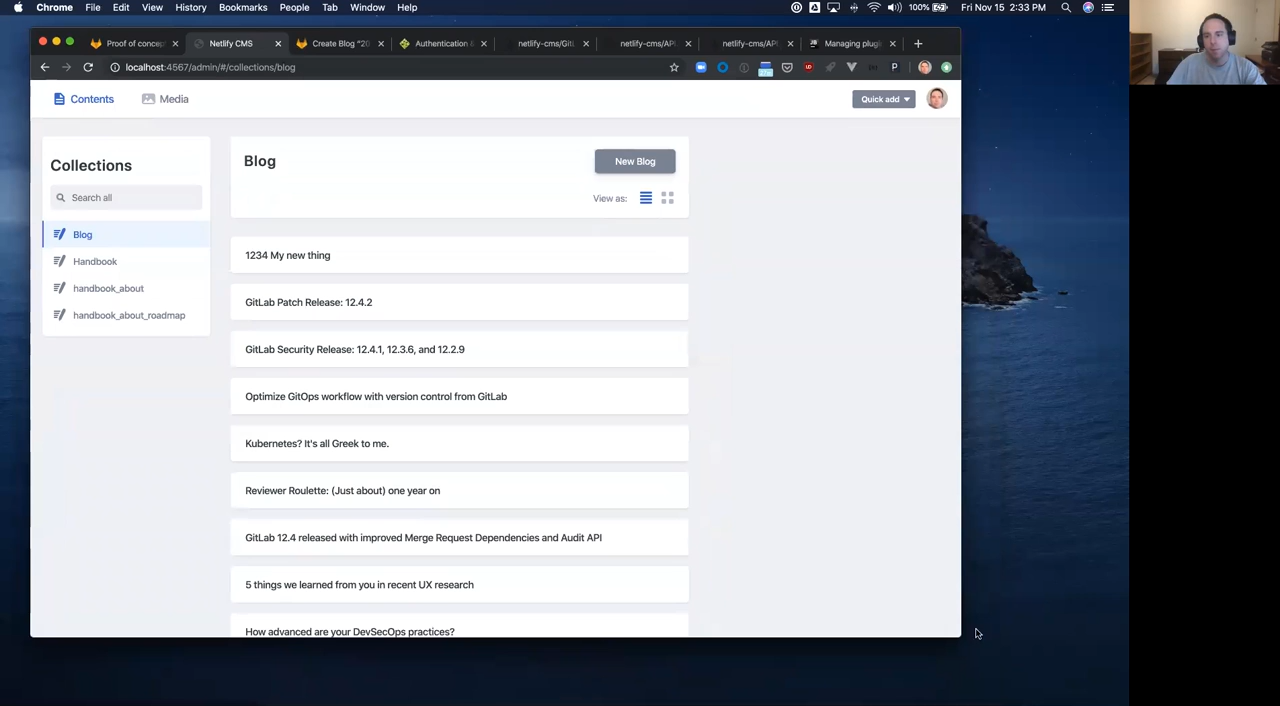 Chrome File Edit View History Bookmarks People Tab Window Help 100% Fri Nov 15 2:33 PM
Proof of concep Netlify CMS Create Blog "20 Authentication & netlify-cms/GitL netlify-cms/API netlify-cms/API Managing plugi
localhost:4567/admin/#/collections/blog
Contents Media Quick add
Collections
Search all
Blog
Handbook
handbook_about
handbook_about_roadmap
Blog New Blog
View as:
1234 My new thing
GitLab Patch Release: 12.4.2
GitLab Security Release: 12.4.1, 12.3.6, and 12.2.9
Optimize GitOps workflow with version control from GitLab
Kubernetes? It's all Greek to me.
Reviewer Roulette: (Just about) one year on
GitLab 12.4 released with improved Merge Request Dependencies and Audit API
5 things we learned from you in recent UX research
How advanced are your DevSecOps practices?